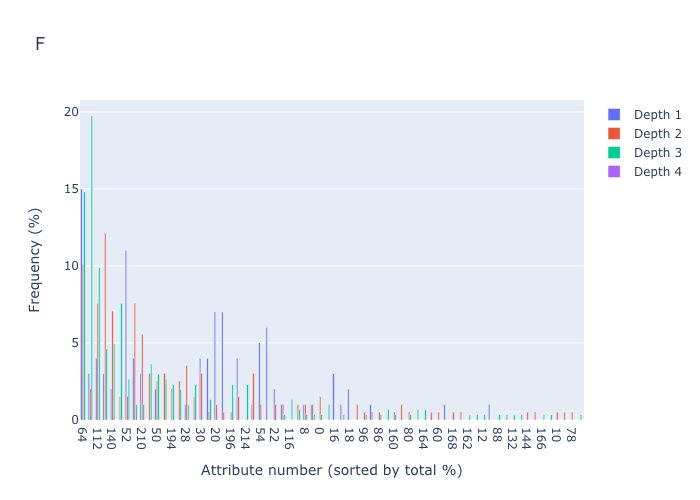 F
Depth 1
Depth 2
Depth 3
Depth 4
20
15
10
5
0
Frequency (%)
64 112 140 52 210 50 194 28 30 20 196 214 54 22 116 8 0 16 18 96 86 160 80 164 60 168 162 12 88 132 144 166 10 78
Attribute number (sorted by total %)